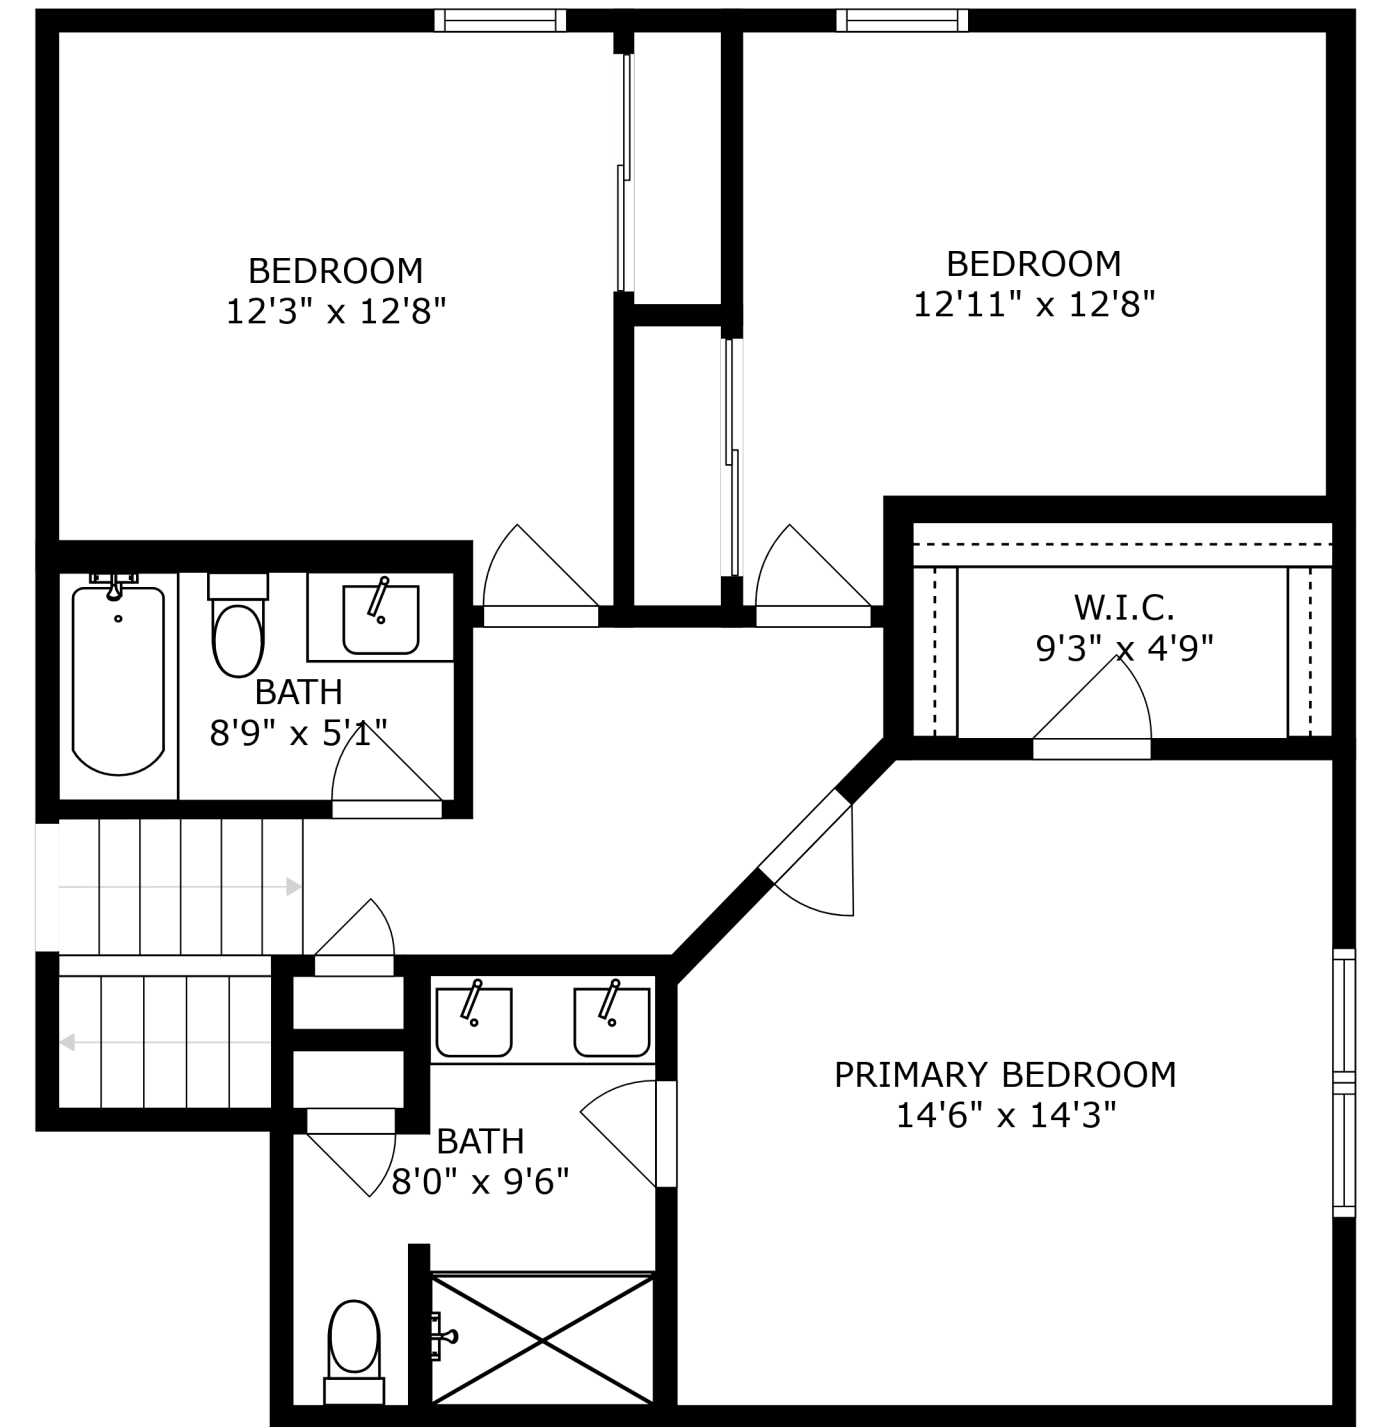 BEDROOM
12'3" x 12'8"
BEDROOM
12'11" x 12'8"
W.I.C.
9'3" x 4'9"
BATH
8'9" x 5'1"
PRIMARY BEDROOM
14'6" x 14'3"
BATH
8'0" x 9'6"